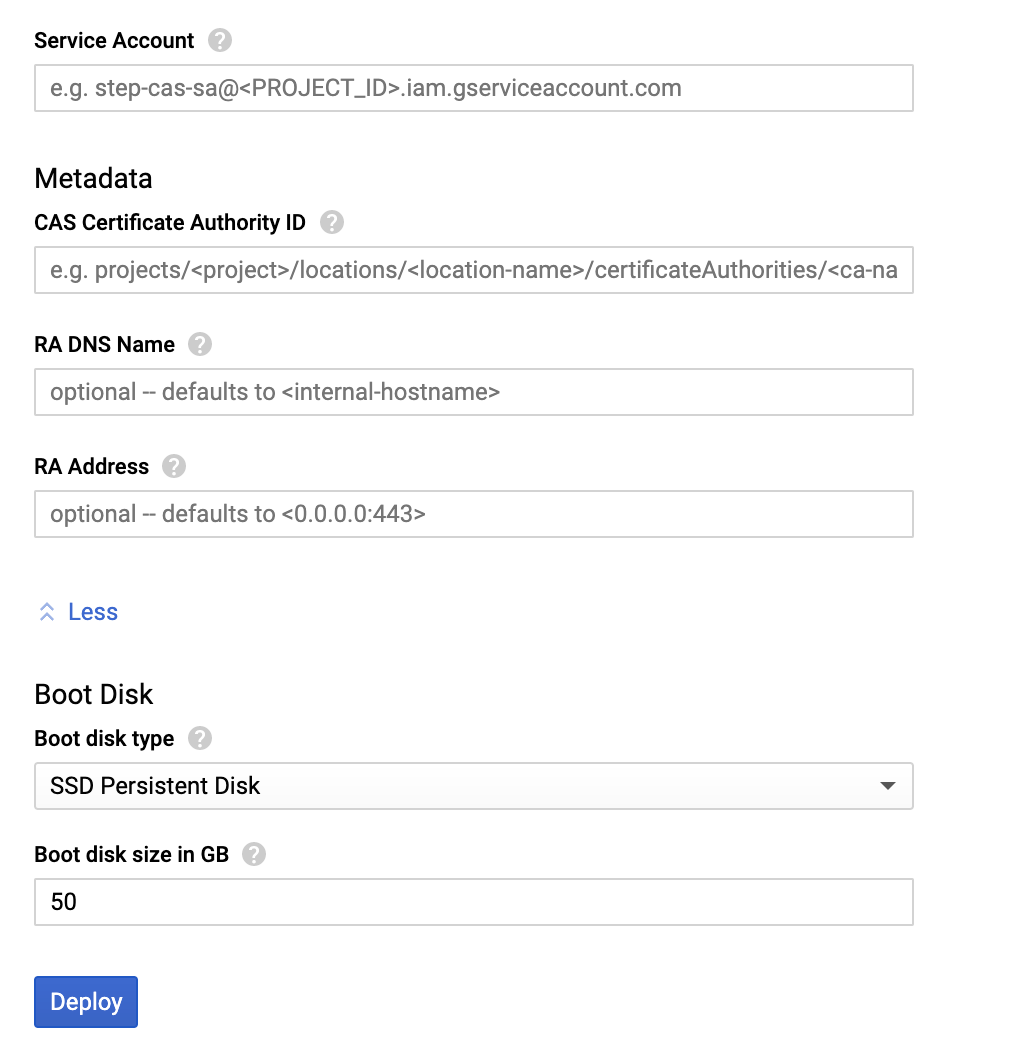 Service Account ?
e.g. step-cas-sa@<PROJECT_ID>.iam.gserviceaccount.com
Metadata
CAS Certificate Authority ID ?
e.g. projects/<project>/locations/<location-name>/certificateAuthorities/<ca-na
RA DNS Name ?
optional -- defaults to <internal-hostname>
RA Address ?
optional -- defaults to <0.0.0.0:443>
Less
Boot Disk
Boot disk type ?
SSD Persistent Disk
Boot disk size in GB ?
50
Deploy